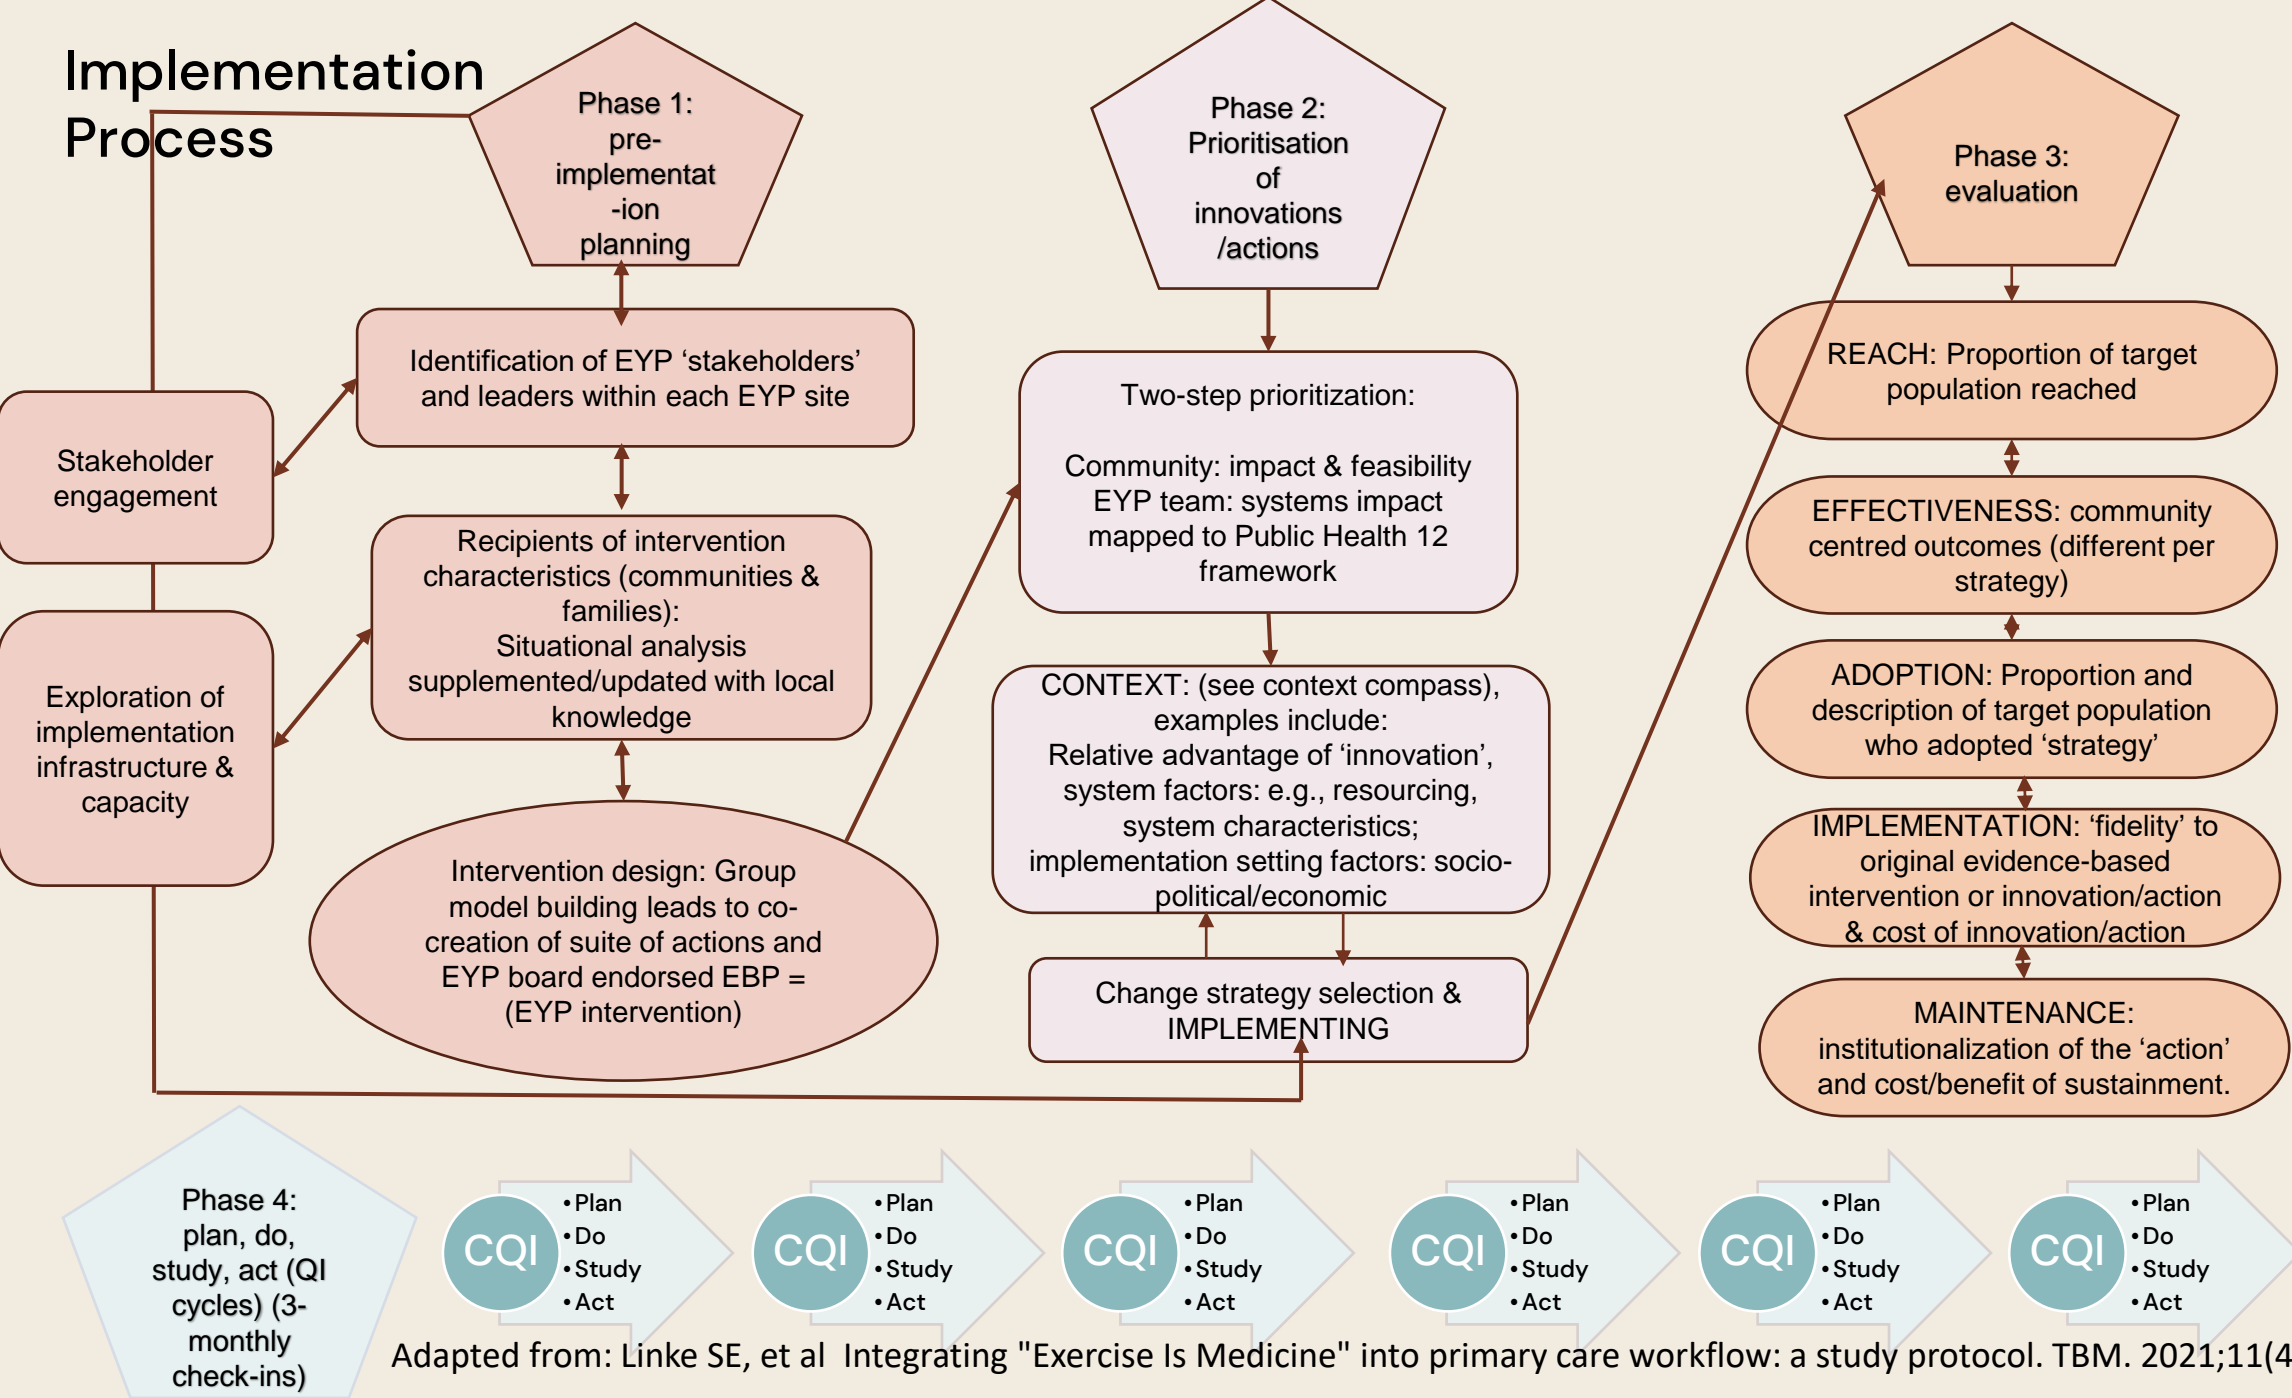 Implementation
Process
Phase 1:
pre-
implementat
-ion
planning
Identification of EYP ‘stakeholders’
and leaders within each EYP site
Stakeholder
engagement
Recipients of intervention
characteristics (communities &
families):
Situational analysis
supplemented/updated with local
knowledge
Exploration of
implementation
infrastructure &
capacity
Intervention design: Group
model building leads to co-
creation of suite of actions and
EYP board endorsed EBP =
(EYP intervention)
Phase 2:
Prioritisation
of
innovations
/actions
Two-step prioritization:
Community: impact & feasibility
EYP team: systems impact
mapped to Public Health 12
framework
CONTEXT: (see context compass),
examples include:
Relative advantage of ‘innovation’,
system factors: e.g., resourcing,
system characteristics;
implementation setting factors: socio-
political/economic
Change strategy selection &
IMPLEMENTING
Phase 3:
evaluation
REACH: Proportion of target
population reached
EFFECTIVENESS: community
centred outcomes (different per
strategy)
ADOPTION: Proportion and
description of target population
who adopted ‘strategy’
IMPLEMENTATION: ‘fidelity’ to
original evidence-based
intervention or innovation/action
& cost of innovation/action
MAINTENANCE:
institutionalization of the ‘action’
and cost/benefit of sustainment.
Phase 4:
plan, do,
study, act (QI
cycles) (3-
monthly
check-ins)
CQI
•Plan
•Do
•Study
•Act
CQI
•Plan
•Do
•Study
•Act
CQI
•Plan
•Do
•Study
•Act
CQI
•Plan
•Do
•Study
•Act
CQI
•Plan
•Do
•Study
•Act
CQI
•Plan
•Do
•Study
•Act
Adapted from: Linke SE, et al Integrating "Exercise Is Medicine" into primary care workflow: a study protocol. TBM. 2021;11(4